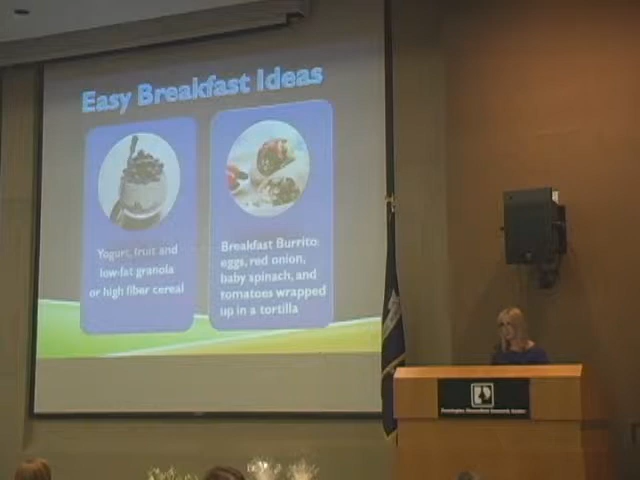 Easy Breakfast Ideas
Yogurt, fruit and
low-fat granola
or high fiber cereal
Breakfast Burrito:
eggs, red onion,
baby spinach, and
tomatoes wrapped
up in a tortilla